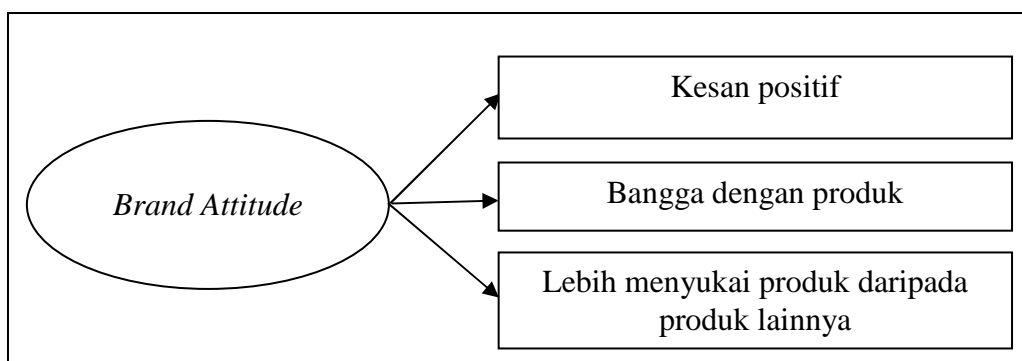 Kesan positif
Brand Attitude
Bangga dengan produk
Lebih menyukai produk daripada
produk lainnya